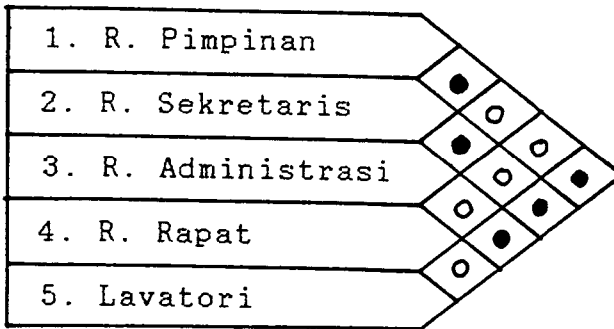 1. R. Pimpinan
2. R. Sekretaris
3. R. Administrasi
4. R. Rapat
5. Lavatori